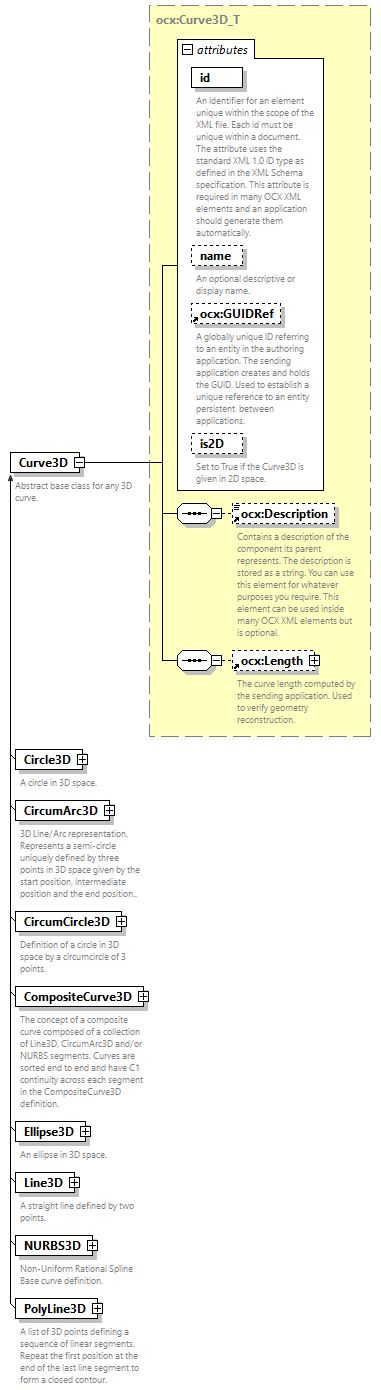 ocx:Curve3D_T
attributes
id
An identifier for an element
unique within the scope of the
XML file. Each id must be
unique within a document.
The attribute uses the
standard XML 1.0 ID type as
defined in the XML Schema
specification. This attribute is
required in many OCX XML
elements and an application
should generate them
automatically.
name
An optional descriptive or
display name.
ocx:GUIDRef
A globally unique ID referring
to an entity in the authoring
application. The sending
application creates and holds
the GUID. Used to establish a
unique reference to an entity
persistent between
applications.
is2D
Set to True if the Curve3D is
given in 2D space.
Curve3D
Abstract base class for any 3D
curve.
ocx:Description
Contains a description of the
component its parent
represents. The description is
stored as a string. You can use
this element for whatever
purposes you require. This
element can be used inside
many OCX XML elements but
is optional.
ocx:Length
The curve length computed by
the sending application. Used
to verify geometry
reconstruction.
Circle3D
A circle in 3D space.
CircumArc3D
3D Line/Arc representation.
Represents a semi-circle
uniquely defined by three
points in 3D space given by the
start position, intermediate
position and the end position..
CircumCircle3D
Definition of a circle in 3D
space by a circumcircle of 3
points.
CompositeCurve3D
The concept of a composite
curve composed of a collection
of Line3D, CircumArc3D and/or
NURBS segments. Curves are
sorted end to end and have C1
continuity across each segment
in the CompositeCurve3D
definition.
Ellipse3D
An ellipse in 3D space.
Line3D
A straight line defined by two
points.
NURBS3D
Non-Uniform Rational Spline
Base curve definition.
PolyLine3D
A list of 3D points defining a
sequence of linear segments.
Repeat the first position at the
end of the last line segment to
form a closed contour.